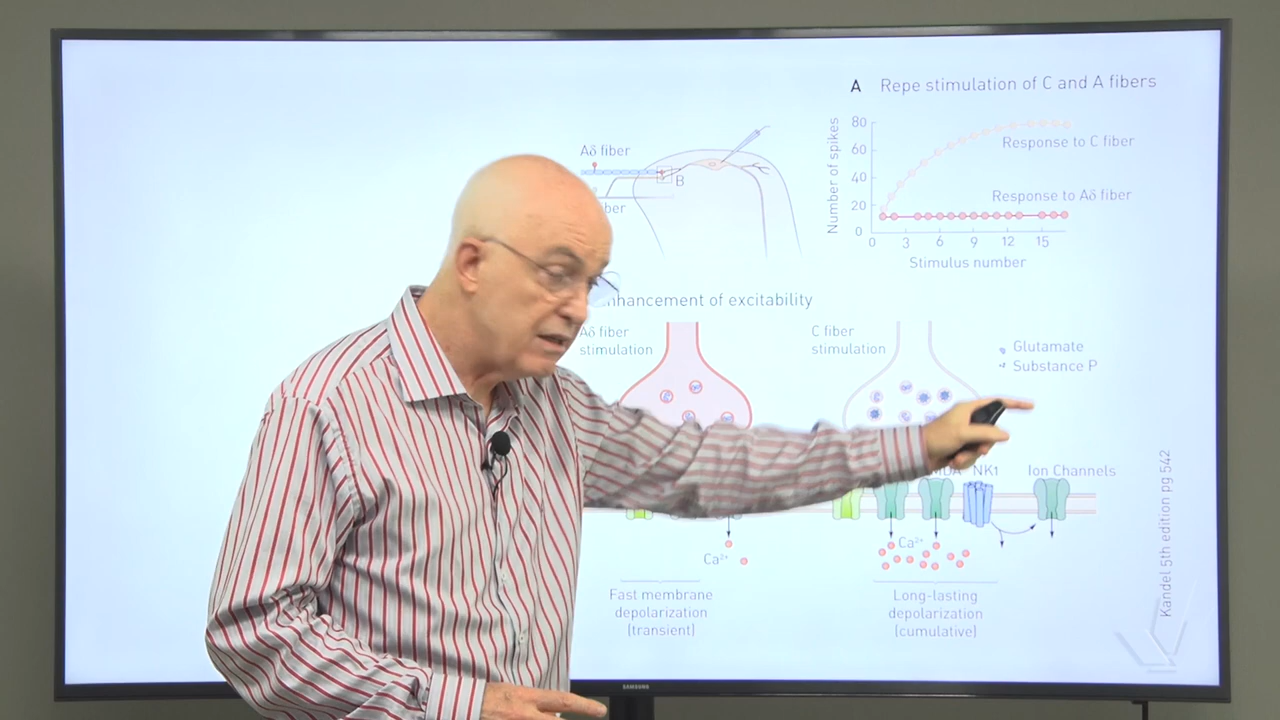 A Repe stimulation of C and A fibers
Aδ fiber
B
ber
Number of spikes
80
60
40
20
0
Response to C fiber
Response to Aδ fiber
0 3 6 9 12 15
Stimulus number
nhancement of excitability
Aδ fiber
stimulation
C fiber
stimulation
Glutamate
Substance P
NK1
Ion Channels
Ca²⁺
Ca²⁺
Fast membrane
depolarization
(transient)
Long-lasting
depolarization
(cumulative)
Kandel 5th edition pg 542
SAMSUNG